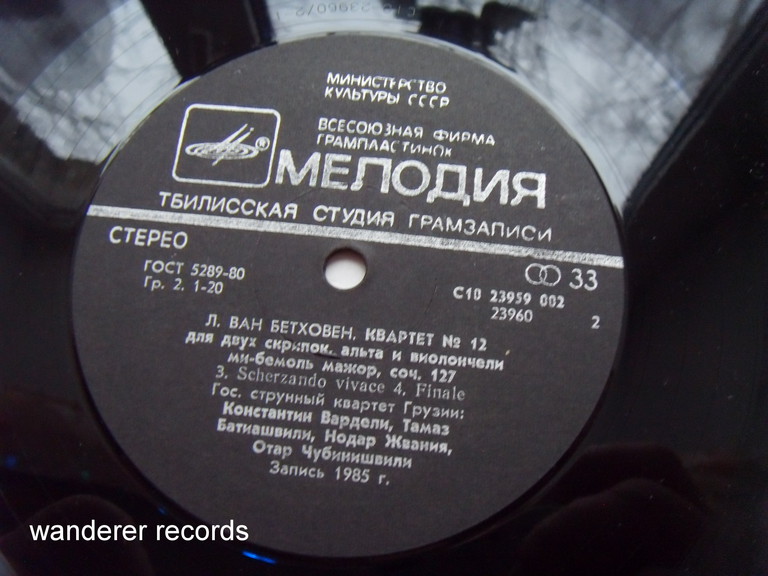 МИНИСТЕРСТВО
КУЛЬТУРЫ СССР
ВСЕСОЮЗНАЯ ФИРМА
ГРАМПЛАСТИНОК
®
МЕЛОДИЯ
ТБИЛИССКАЯ СТУДИЯ ГРАМЗАПИСИ
СТЕРЕО
33
ГОСТ 5289-80
Гр. 2. 1-20
С10 23959 002
23960
2
Л. ВАН БЕТХОВЕН. КВАРТЕТ № 12
для двух скрипок, альта и виолончели
ми-бемоль мажор, соч. 127
3. Scherzando vivace 4. Finale
Гос. струнный квартет Грузии:
Константин Вардели, Тамаз
Батиашвили, Нодар Жвания,
Отар Чубинишвили
Запись 1985 г.
wanderer records